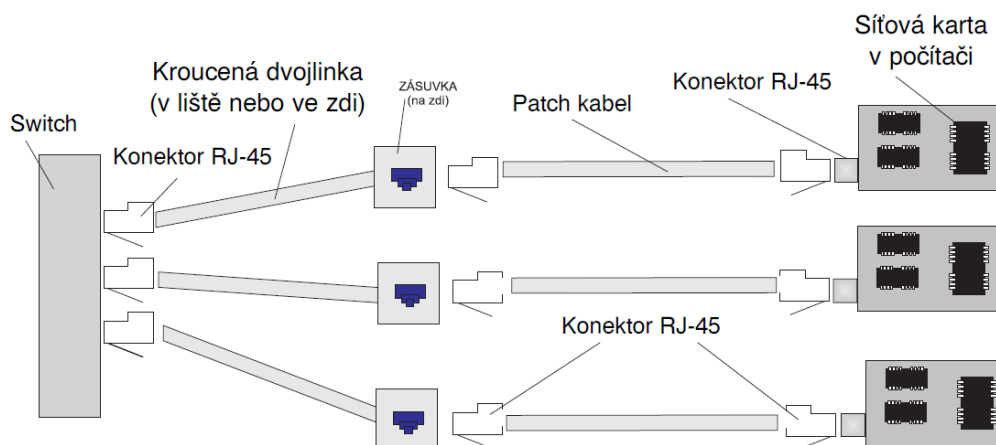 Switch
Konektor RJ-45
Kroucená dvojlinka
(v liště nebo ve zdi)
ZÁSUVKA
(na zdi)
Patch kabel
Konektor RJ-45
Síťová karta
v počítači
Konektor RJ-45